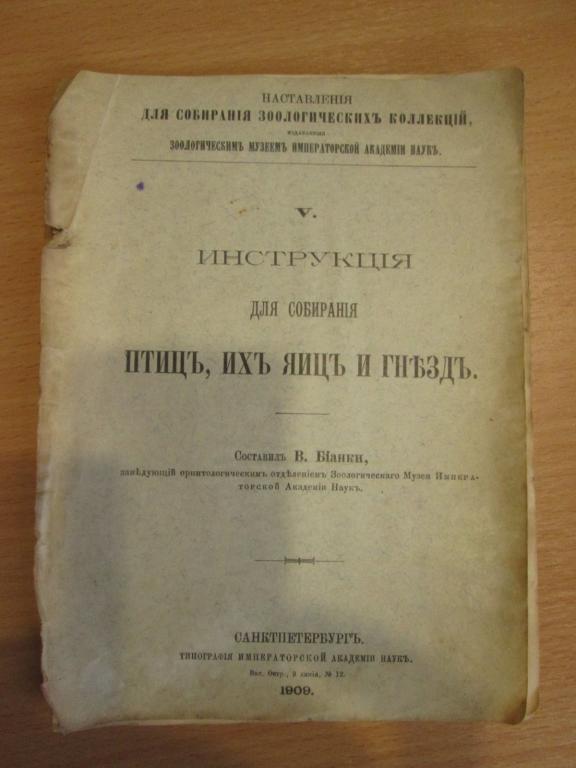 НАСТАВЛЕНІЯ
ДЛЯ СОБИРАНІЯ ЗООЛОГИЧЕСКИХЪ КОЛЛЕКЦІЙ,
ИЗДАВАЕМЫЯ
ЗООЛОГИЧЕСКИМЪ МУЗЕЕМЪ ИМПЕРАТОРСКОЙ АКАДЕМІИ НАУКЪ.
V.
ИНСТРУКЦІЯ
ДЛЯ СОБИРАНІЯ
ПТИЦЪ, ИХЪ ЯИЦЪ И ГНѢЗДЪ.
Составилъ В. Біанки,
завѣдующій орнитологическимъ отдѣленіемъ Зоологическаго Музея Импера-
торской Академіи Наукъ.
САНКТПЕТЕРБУРГЪ.
ТИПОГРАФІЯ ИМПЕРАТОРСКОЙ АКАДЕМІИ НАУКЪ.
Вас. Остр., 9 линія, № 12.
1909.